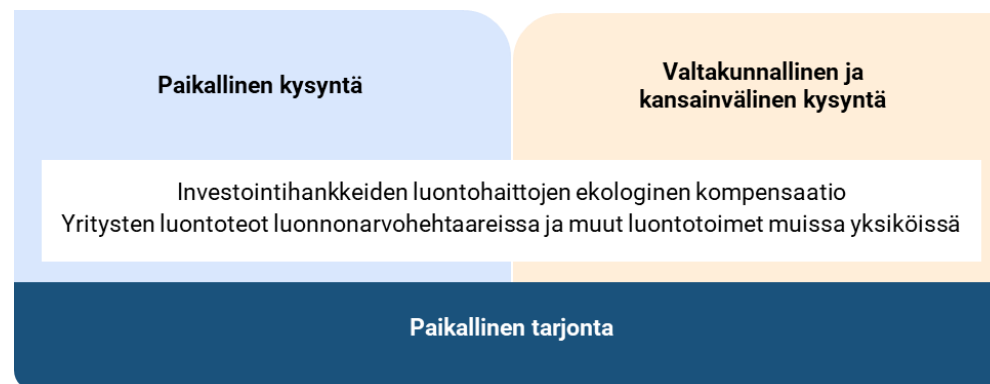 Paikallinen kysyntä
Valtakunnallinen ja
kansainvälinen kysyntä
Investointihankkeiden luontohaittojen ekologinen kompensaatio
Yritysten luontoteot luonnonarvohehtaareissa ja muut luontotoimet muissa yksiköissä
Paikallinen tarjonta